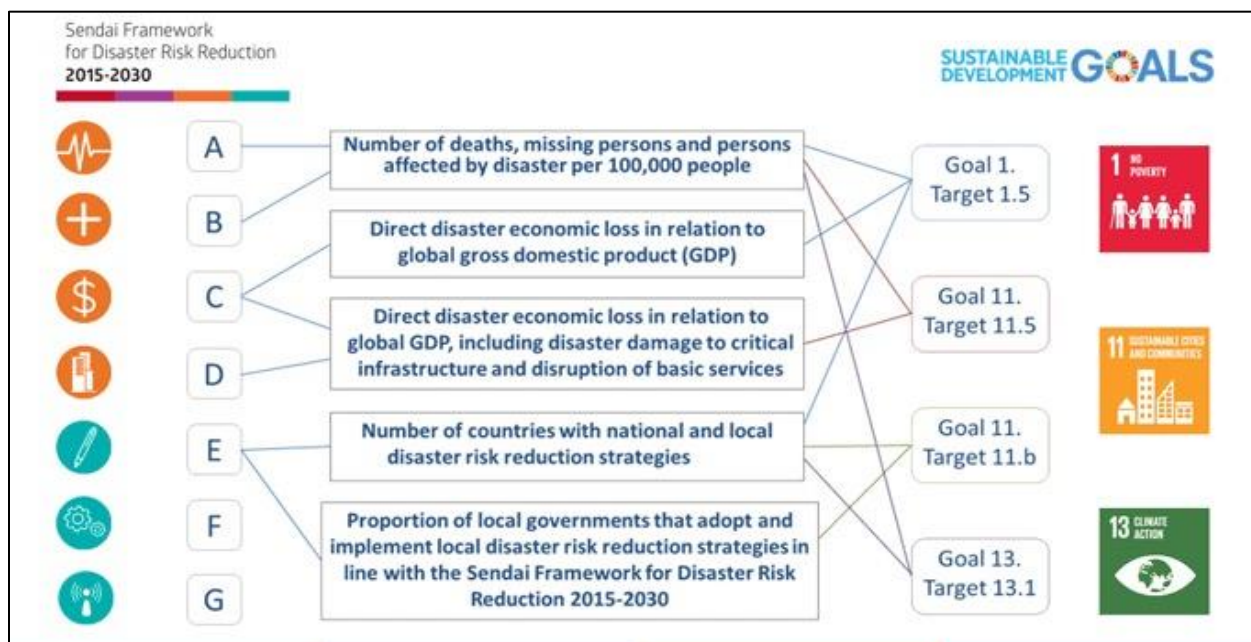 Sendai Framework
for Disaster Risk Reduction
2015-2030
SUSTAINABLE
DEVELOPMENT GOALS
A
B
C
D
E
F
G
Number of deaths, missing persons and persons
affected by disaster per 100,000 people
Direct disaster economic loss in relation to
global gross domestic product (GDP)
Direct disaster economic loss in relation to
global GDP, including disaster damage to critical
infrastructure and disruption of basic services
Number of countries with national and local
disaster risk reduction strategies
Proportion of local governments that adopt and
implement local disaster risk reduction strategies in
line with the Sendai Framework for Disaster Risk
Reduction 2015-2030
Goal 1.
Target 1.5
Goal 11.
Target 11.5
Goal 11.
Target 11.b
Goal 13.
Target 13.1
1 NO
POVERTY
11 SUSTAINABLE CITIES
AND COMMUNITIES
13 CLIMATE
ACTION
$